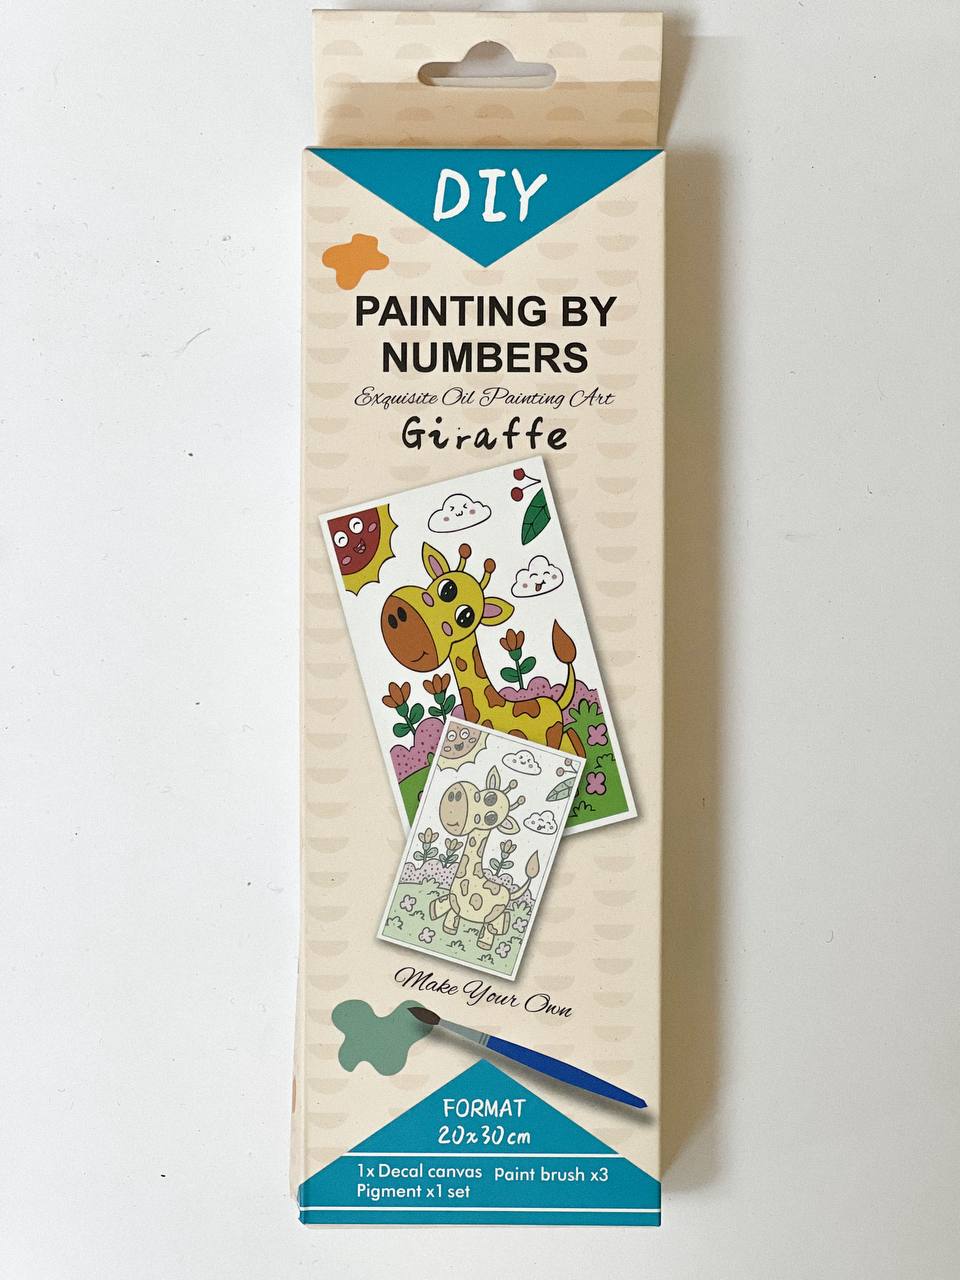 DIY
PAINTING BY
NUMBERS
Exquisite Oil Painting Art
Giraffe
Make Your Own
FORMAT
20x30cm
1x Decal canvas Paint brush x3
Pigment x1 set